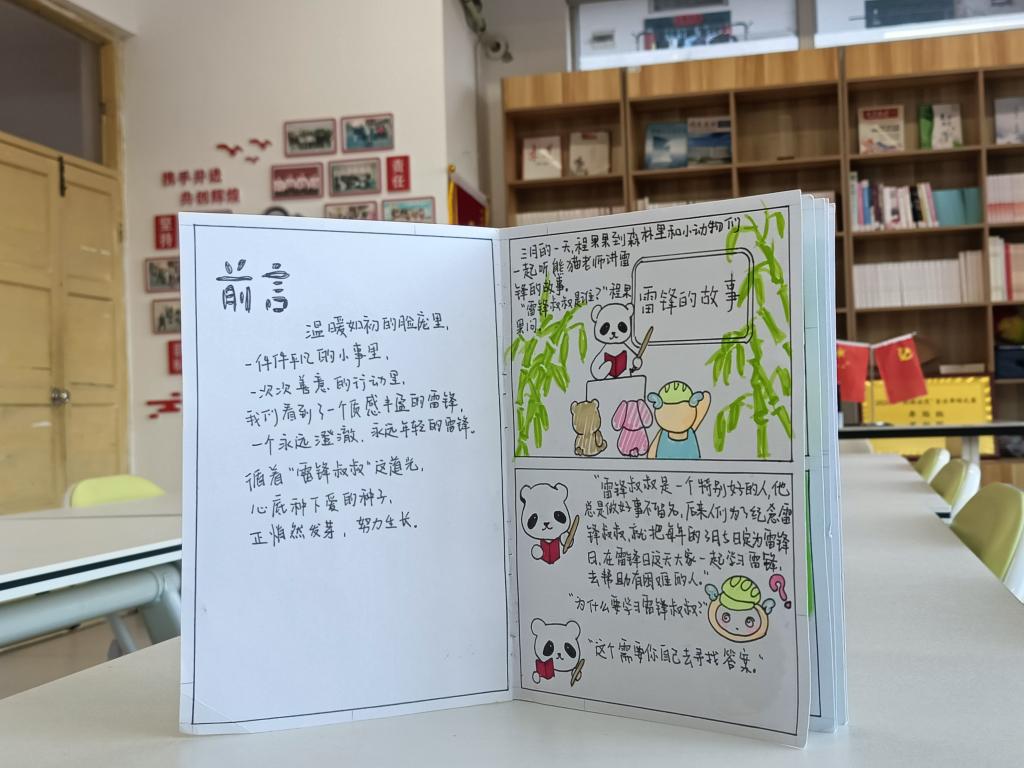 携手并进
共创辉煌
责任
前言
温暖如初的脸庞里,
一件件平凡的小事里,
一次次善意的行动里,
我们看到了一个质感丰盈的雷锋,
一个永远澄澈、永远年轻的雷锋。
循着“雷锋叔叔”这道光,
心底种下爱的种子,
正悄然发芽,努力生长.
三月的一天,程果果到森林里和小动物们
一起听熊猫老师讲雷
锋的故事.
“雷锋叔叔是谁?”程果
果问.
雷锋的故事
“雷锋叔叔是一个特别好的人,他
总是做好事不留名,后来人们为了纪念雷
锋叔叔,就把每年的3月5日定为雷锋
日,在雷锋日这天大家一起学习雷锋,
去帮助有困难的人。”
“为什么要学习雷锋叔叔?”
?
“这个需要你自己去寻找答案。”